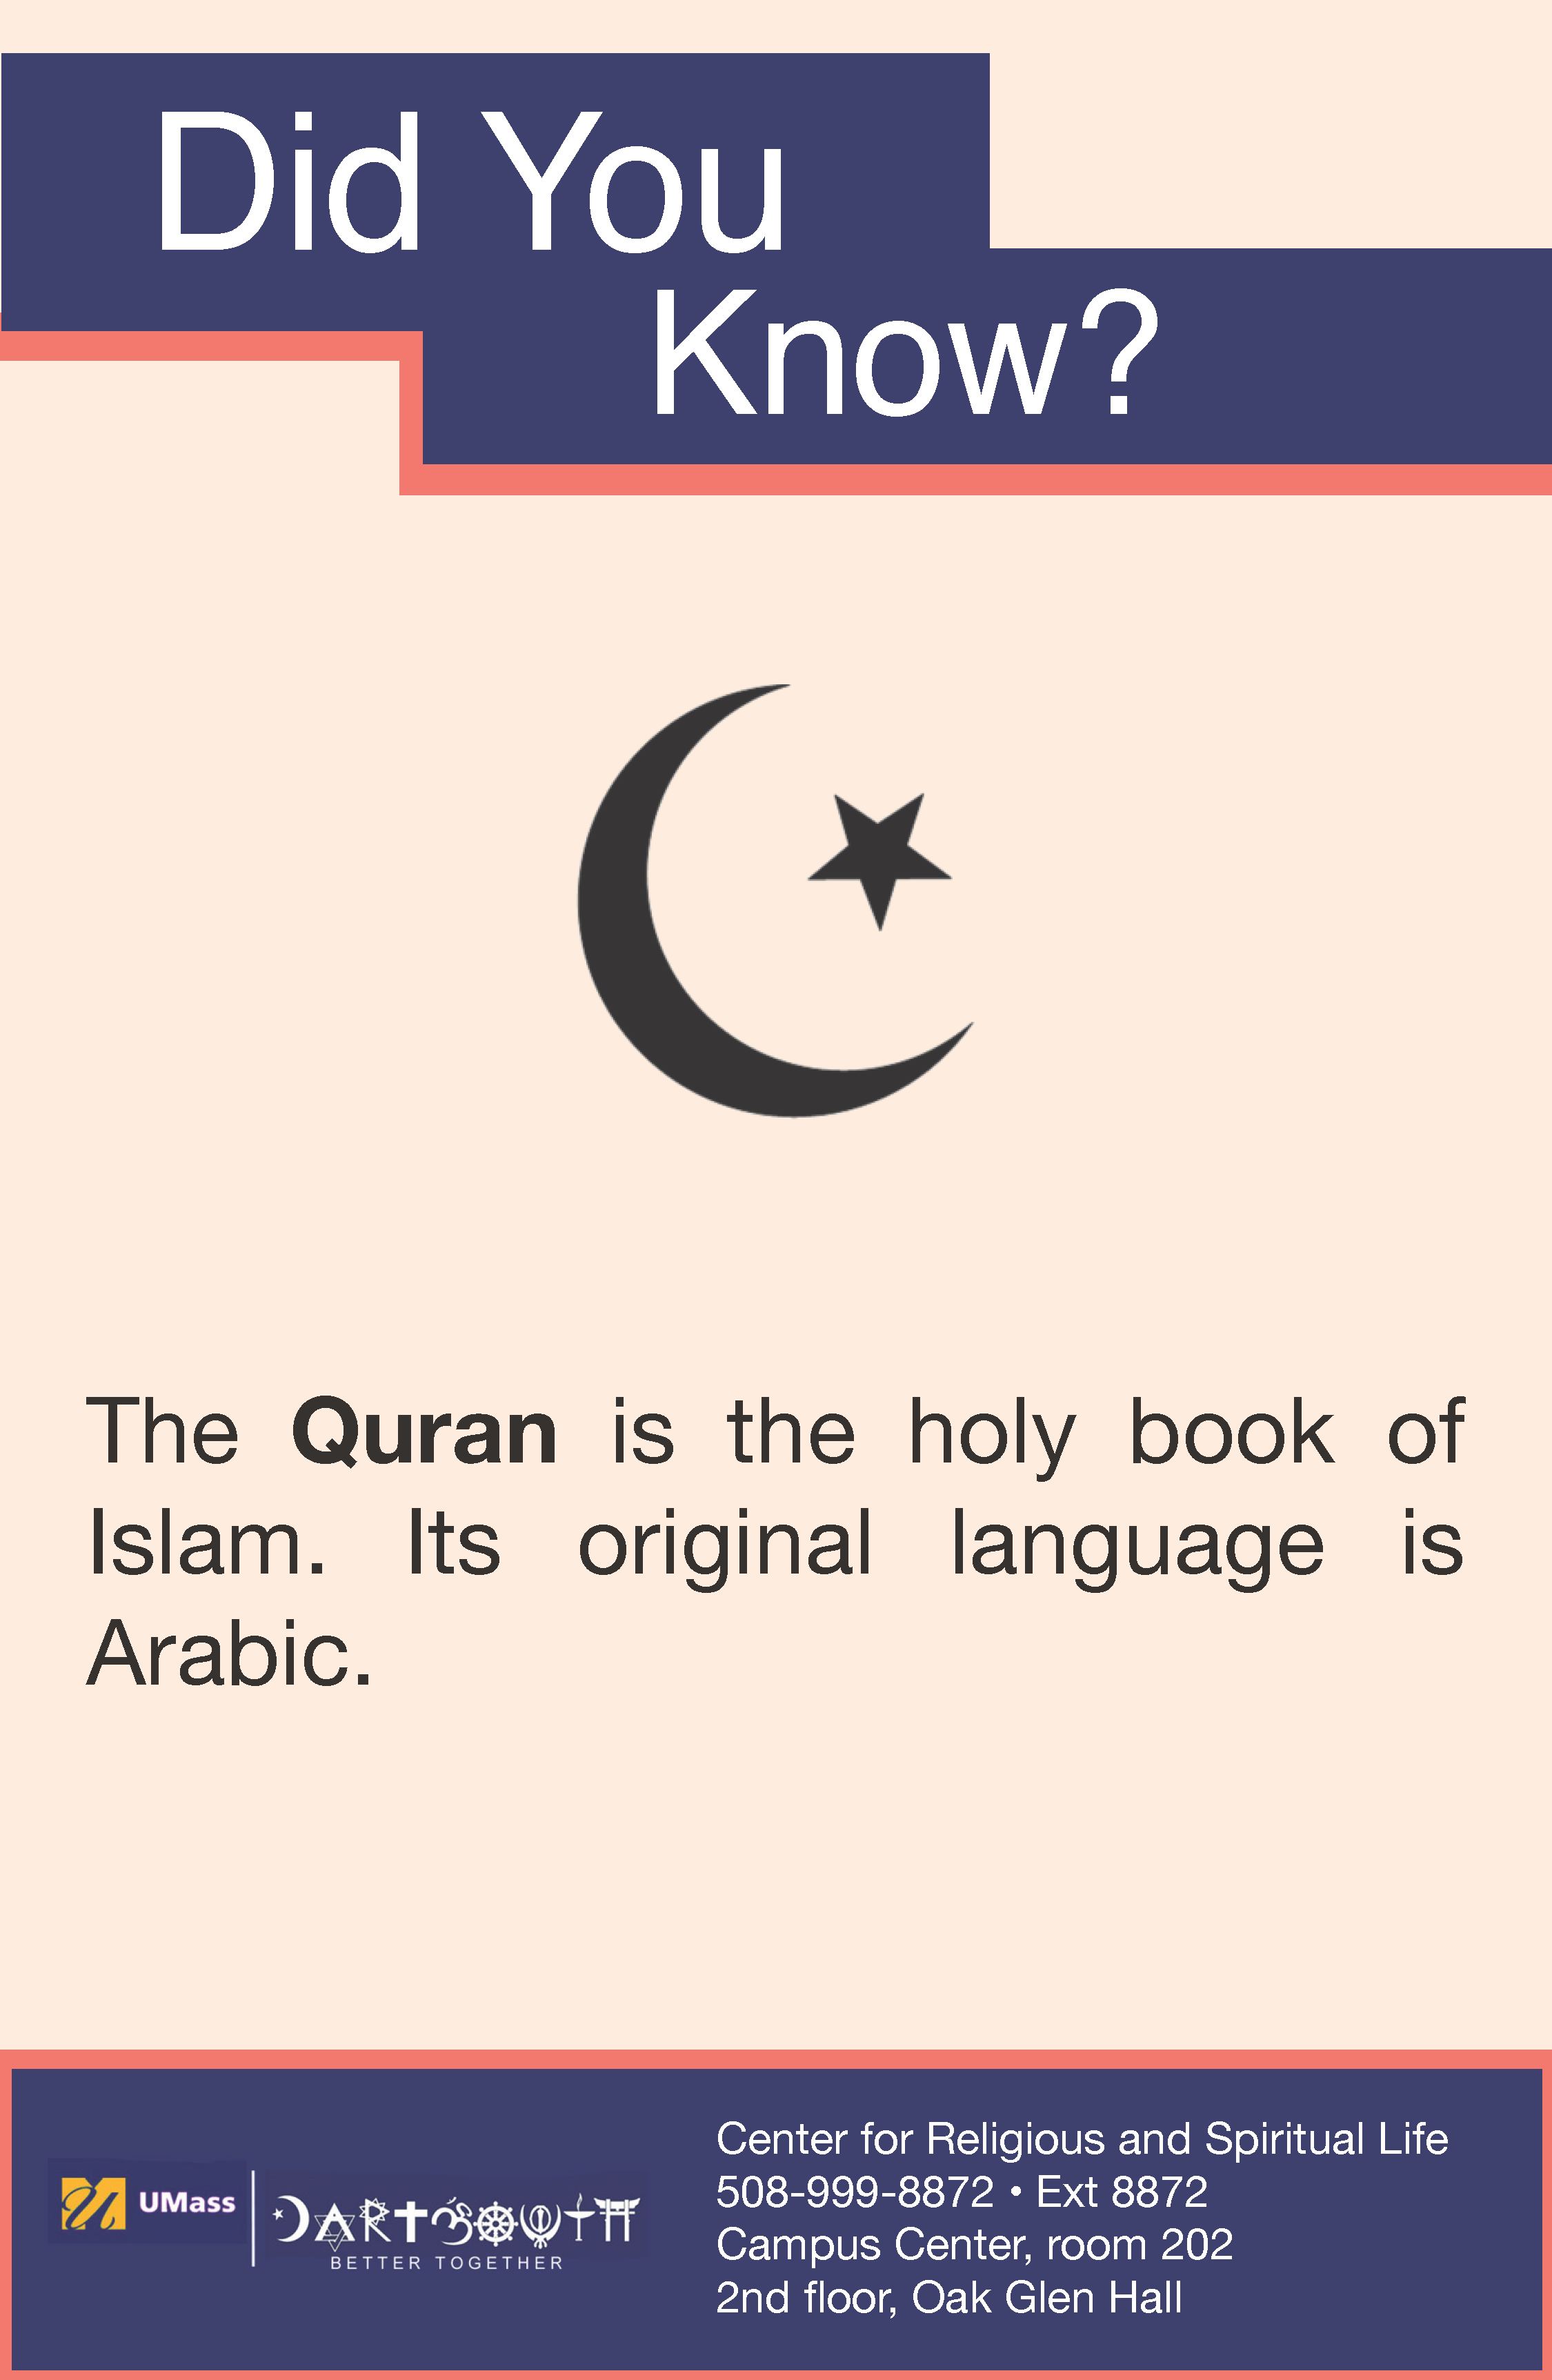 Did You
Know?
The Quran is the holy book of
Islam. Its original language is
Arabic.
UMass
DARTMOUTH
BETTER TOGETHER
Center for Religious and Spiritual Life
508-999-8872 • Ext 8872
Campus Center, room 202
2nd floor, Oak Glen Hall